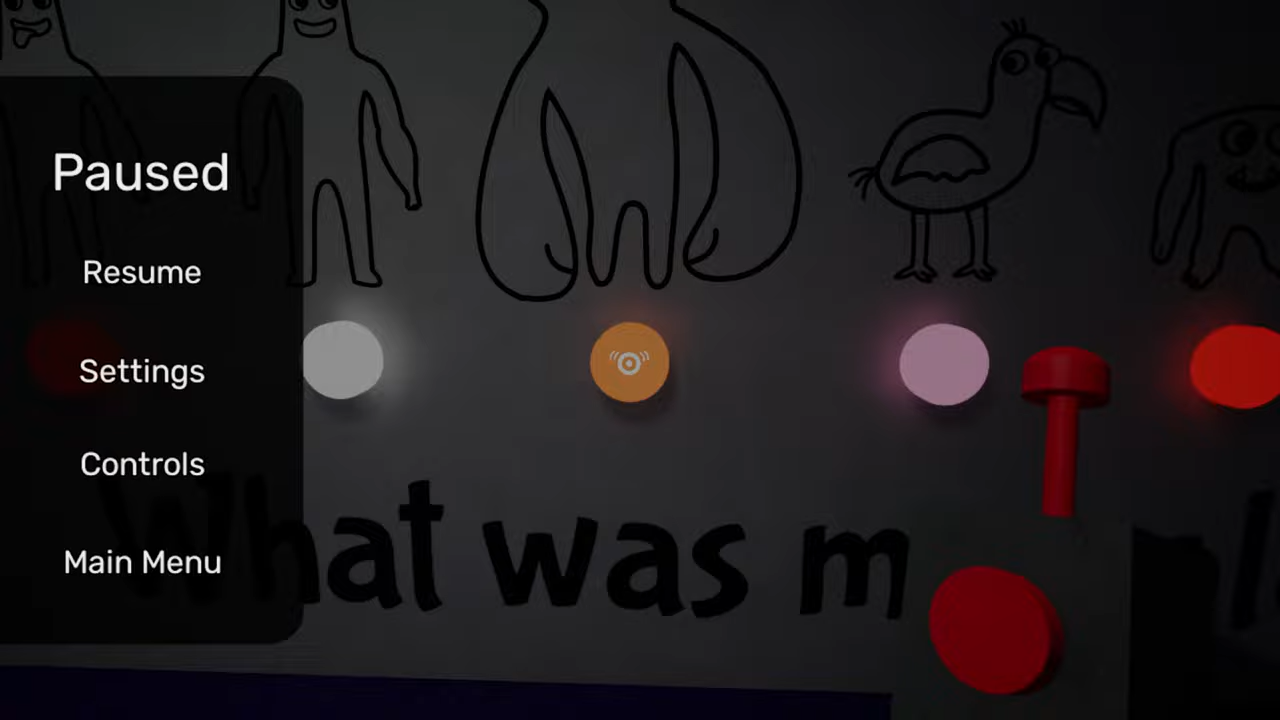 Paused
Resume
Settings
Controls
Main Menu
What was m